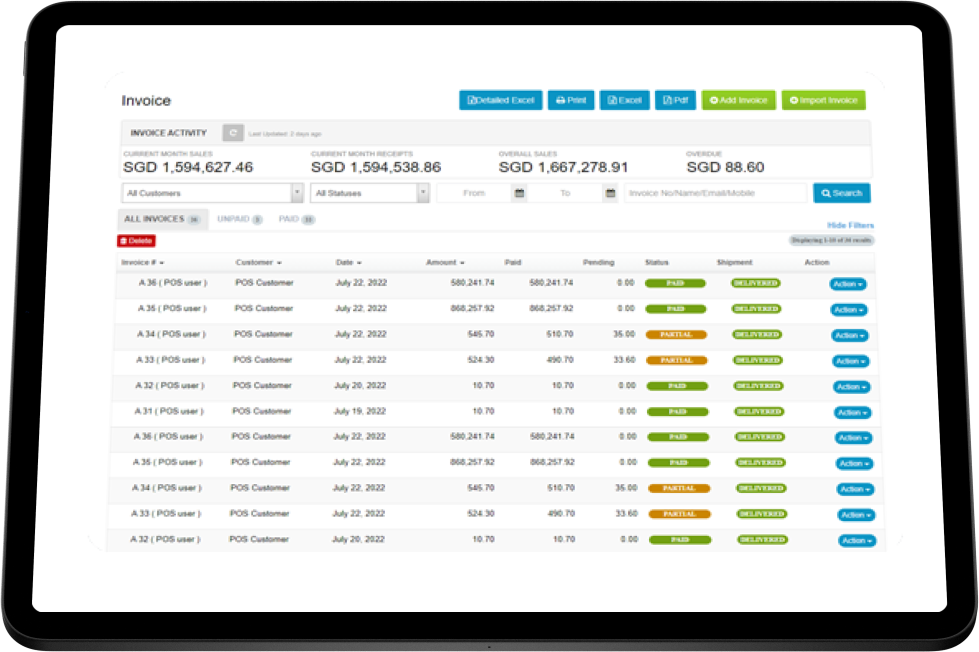 Invoice
Detailed Excel Print Excel Pdf Add Invoice Import Invoice
INVOICE ACTIVITY Last Updated: 2 days ago
CURRENT MONTH SALES CURRENT MONTH RECEIPTS OVERALL SALES OVERDUE
SGD 1,594,627.46 SGD 1,594,538.86 SGD 1,667,278.91 SGD 88.60
All Customers All Statuses From To Invoice No/Name/Email/Mobile Search
ALL INVOICES UNPAID PAID
Hide Filters
Delete Displaying 1-10 of 36 results
Invoice # Customer Date Amount Paid Pending Status Shipment Action
A 36 ( POS user ) POS Customer July 22, 2022 580,241.74 580,241.74 0.00 PAID DELIVERED Action
A 35 ( POS user ) POS Customer July 22, 2022 868,257.92 868,257.92 0.00 PAID DELIVERED Action
A 34 ( POS user ) POS Customer July 22, 2022 545.70 510.70 35.00 PARTIAL DELIVERED Action
A 33 ( POS user ) POS Customer July 22, 2022 524.30 490.70 33.60 PARTIAL DELIVERED Action
A 32 ( POS user ) POS Customer July 20, 2022 10.70 10.70 0.00 PAID DELIVERED Action
A 31 ( POS user ) POS Customer July 19, 2022 10.70 10.70 0.00 PAID DELIVERED Action
A 36 ( POS user ) POS Customer July 22, 2022 580,241.74 580,241.74 0.00 PAID DELIVERED Action
A 35 ( POS user ) POS Customer July 22, 2022 868,257.92 868,257.92 0.00 PAID DELIVERED Action
A 34 ( POS user ) POS Customer July 22, 2022 545.70 510.70 35.00 PARTIAL DELIVERED Action
A 33 ( POS user ) POS Customer July 22, 2022 524.30 490.70 33.60 PARTIAL DELIVERED Action
A 32 ( POS user ) POS Customer July 20, 2022 10.70 10.70 0.00 PAID DELIVERED Action